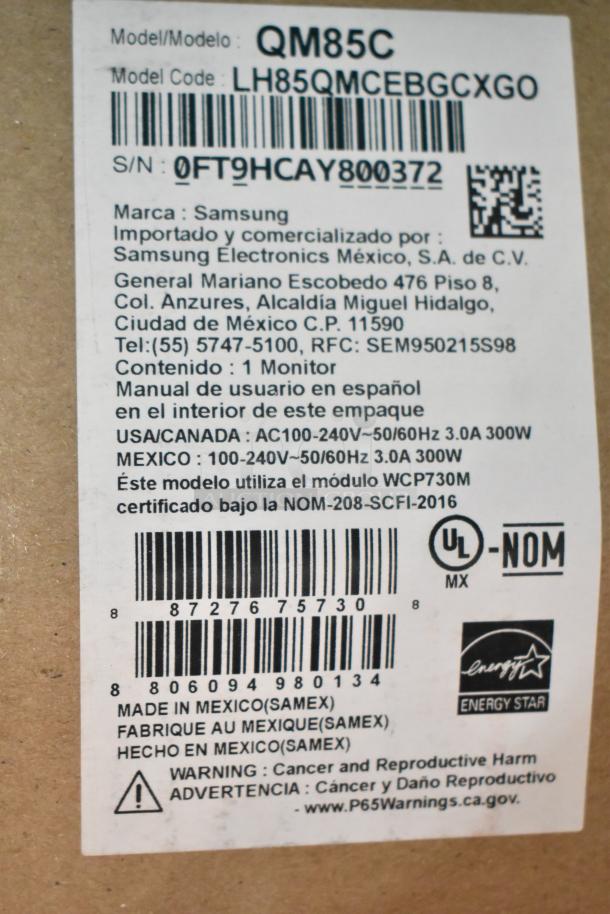 Model/Modelo : QM85C
Model Code : LH85QMCEBGCXGO
S/N : 0FT9HCAY800372
Marca : Samsung
Importado y comercializado por :
Samsung Electronics México, S.A. de C.V.
General Mariano Escobedo 476 Piso 8,
Col. Anzures, Alcaldía Miguel Hidalgo,
Ciudad de México C.P. 11590
Tel:(55) 5747-5100, RFC: SEM950215S98
Contenido : 1 Monitor
Manual de usuario en español
en el interior de este empaque
USA/CANADA : AC100-240V~50/60Hz 3.0A 300W
MEXICO : 100-240V~50/60Hz 3.0A 300W
Éste modelo utiliza el módulo WCP730M
certificado bajo la NOM-208-SCFI-2016
UL -NOM
MX
8 87276 75730 8
8 806094 980134
energy
ENERGY STAR
MADE IN MEXICO(SAMEX)
FABRIQUE AU MEXIQUE(SAMEX)
HECHO EN MEXICO(SAMEX)
WARNING : Cancer and Reproductive Harm
ADVERTENCIA : Cáncer y Daño Reproductivo
- www.P65Warnings.ca.gov.